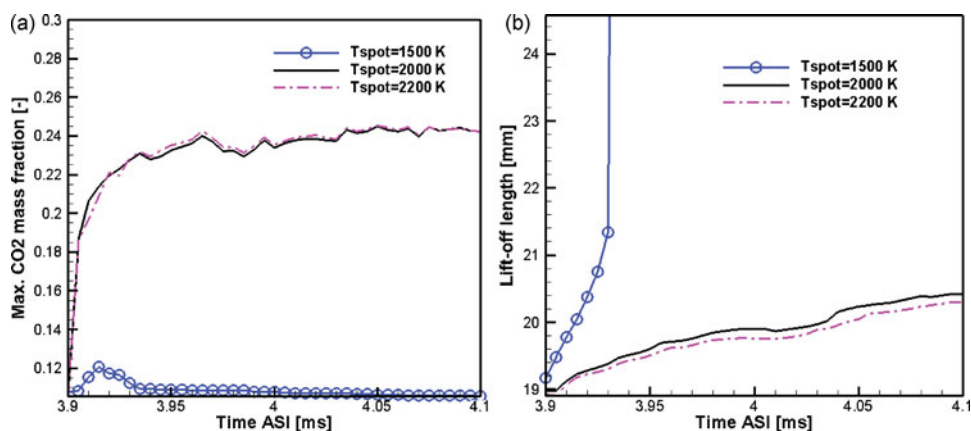 (a)
0.3
0.28
0.26
0.24
0.22
0.2
0.18
0.16
0.14
0.12
Max. CO2 mass fraction [-]
Tspot=1500 K
Tspot=2000 K
Tspot=2200 K
3.9
3.95
4
4.05
4.1
Time ASI [ms]
(b)
24
23
22
21
20
19
Lift-off length [mm]
Tspot=1500 K
Tspot=2000 K
Tspot=2200 K
3.9
3.95
4
4.05
4.1
Time ASI [ms]